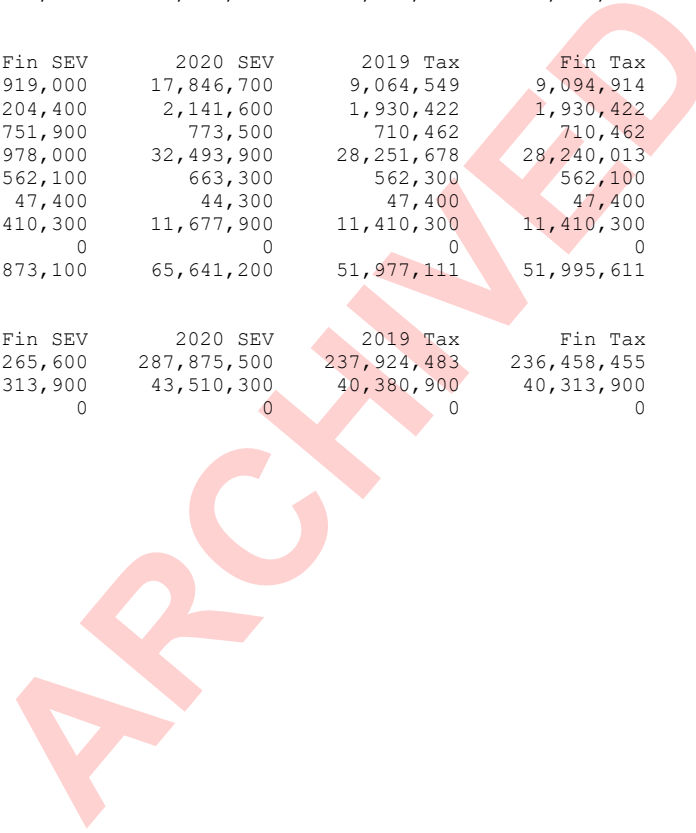 Fin SEV 2020 SEV 2019 Tax Fin Tax
919,000 17,846,700 9,064,549 9,094,914
204,400 2,141,600 1,930,422 1,930,422
751,900 773,500 710,462 710,462
978,000 32,493,900 28,251,678 28,240,013
562,100 663,300 562,300 562,100
47,400 44,300 47,400 47,400
410,300 11,677,900 11,410,300 11,410,300
0 0 0 0
873,100 65,641,200 51,977,111 51,995,611
Fin SEV 2020 SEV 2019 Tax Fin Tax
265,600 287,875,500 237,924,483 236,458,455
313,900 43,510,300 40,380,900 40,313,900
0 0 0 0
ARCHIVED